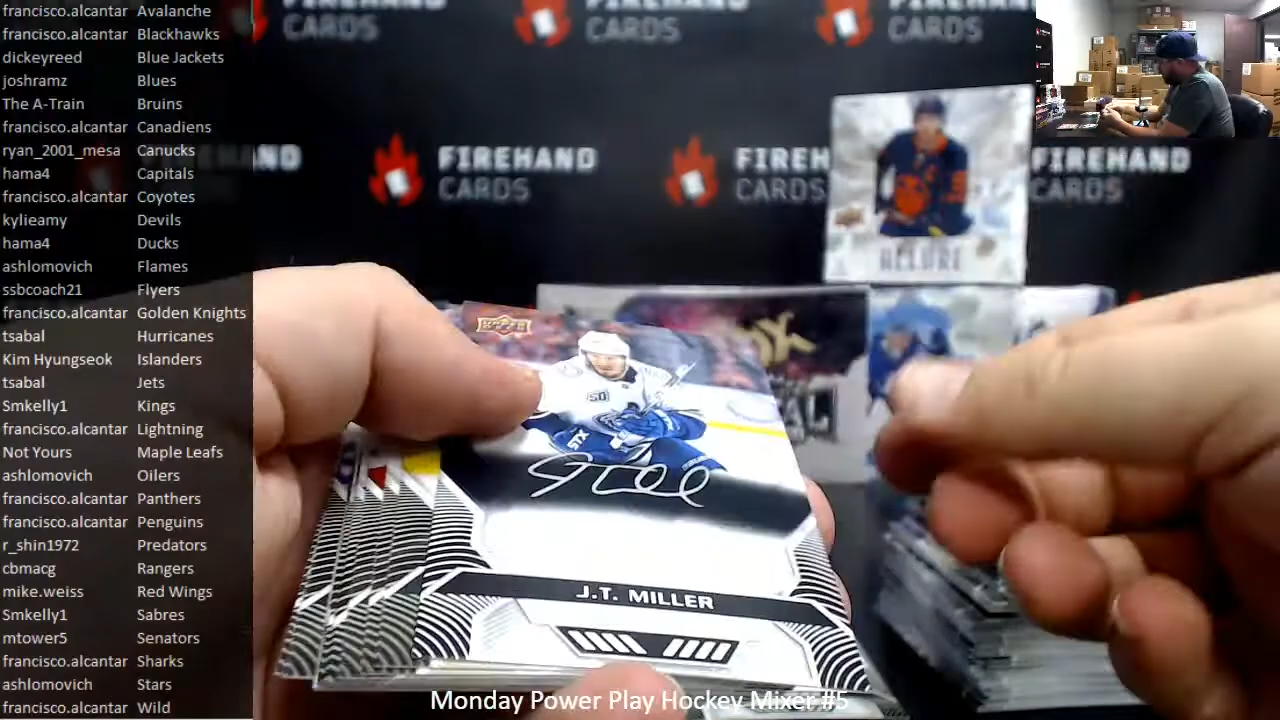 francisco.alcantar Avalanche
francisco.alcantar Blackhawks
dickeyreed Blue Jackets
joshramz Blues
The A-Train Bruins
francisco.alcantar Canadiens
ryan_2001_mesa Canucks
hama4 Capitals
francisco.alcantar Coyotes
kylieamy Devils
hama4 Ducks
ashlomovich Flames
ssbcoach21 Flyers
francisco.alcantar Golden Knights
tsabal Hurricanes
Kim Hyungseok Islanders
tsabal Jets
Smkelly1 Kings
francisco.alcantar Lightning
Not Yours Maple Leafs
ashlomovich Oilers
francisco.alcantar Panthers
francisco.alcantar Penguins
r_shin1972 Predators
cbmacg Rangers
mike.weiss Red Wings
Smkelly1 Sabres
mtower5 Senators
francisco.alcantar Sharks
ashlomovich Stars
francisco.alcantar Wild
CARDS
CARDS
CARDS
FIREHAND
CARDS
FIREH
CARDS
FIREHAND
CARDS
ALLURE
J.T. MILLER
Monday Power Play Hockey Mixer #5